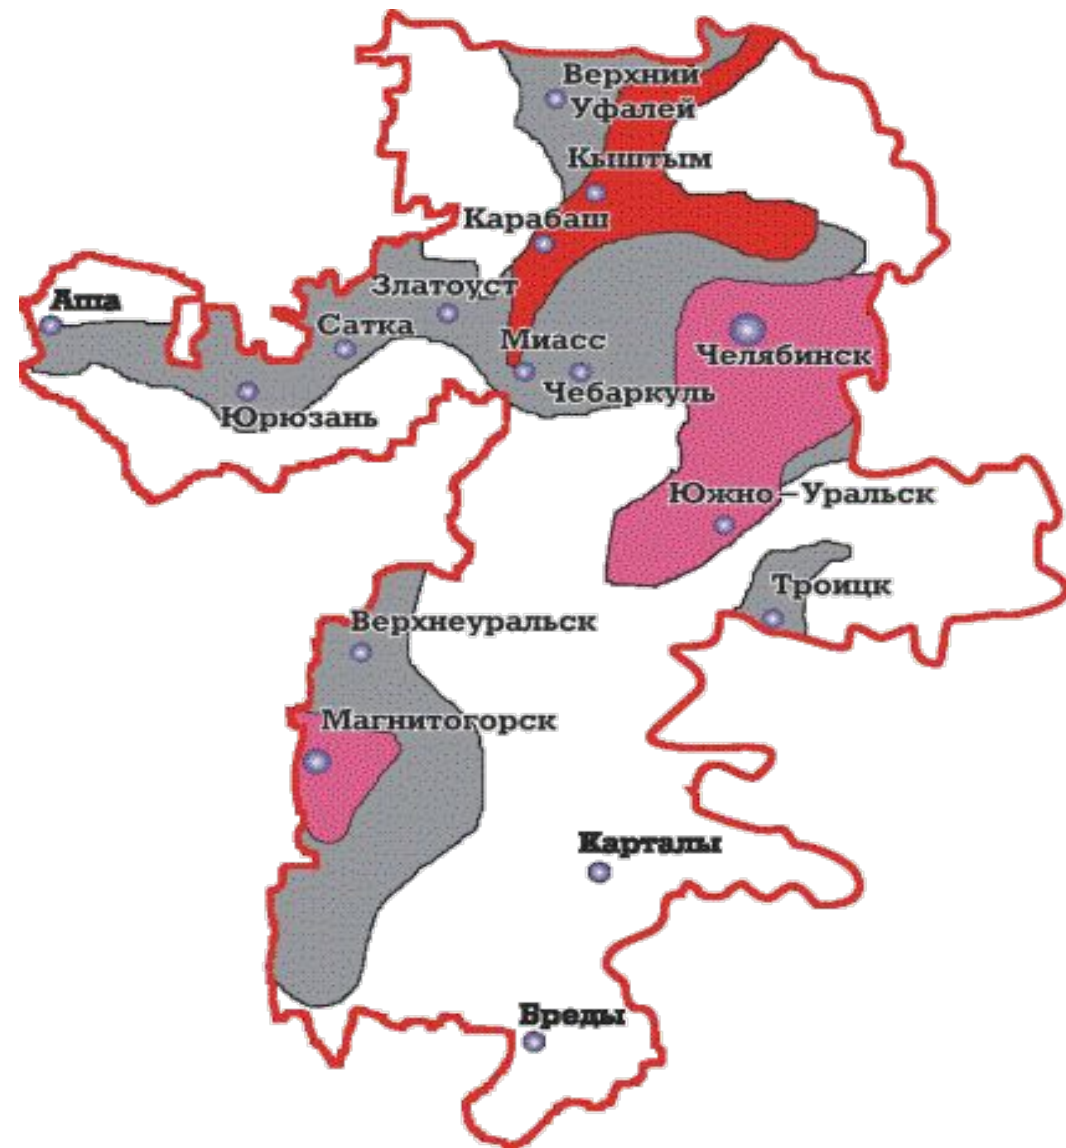 Верхний
Уфалей
Кыштым
Карабаш
Златоуст
Аша
Сатка
Миасс
Челябинск
Чебаркуль
Юрюзань
Южно-Уральск
Троицк
Верхнеуральск
Магнитогорск
Карталы
Бреды